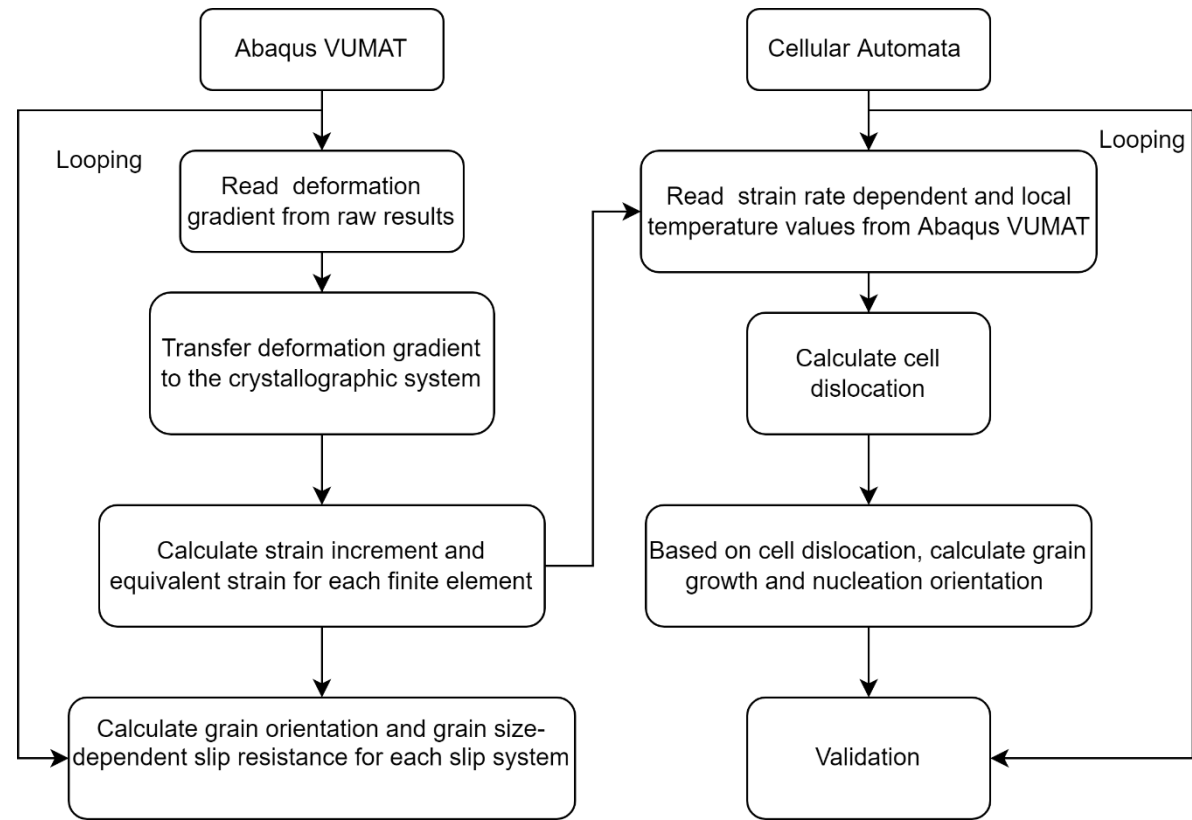 Abaqus VUMAT
Looping
Read deformation
gradient from raw results
Transfer deformation gradient
to the crystallographic system
Calculate strain increment and
equivalent strain for each finite element
Calculate grain orientation and grain size-
dependent slip resistance for each slip system
Cellular Automata
Looping
Read strain rate dependent and local
temperature values from Abaqus VUMAT
Calculate cell
dislocation
Based on cell dislocation, calculate grain
growth and nucleation orientation
Validation